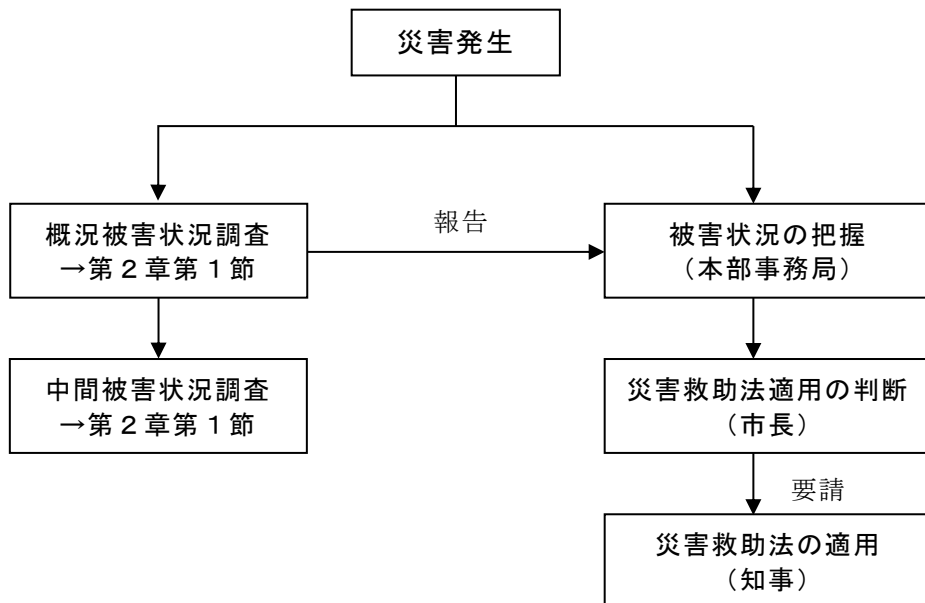 災害発生
概況被害状況調査
→第２章第１節
報告
被害状況の把握
（本部事務局）
中間被害状況調査
→第２章第１節
災害救助法適用の判断
（市長）
要請
災害救助法の適用
（知事）